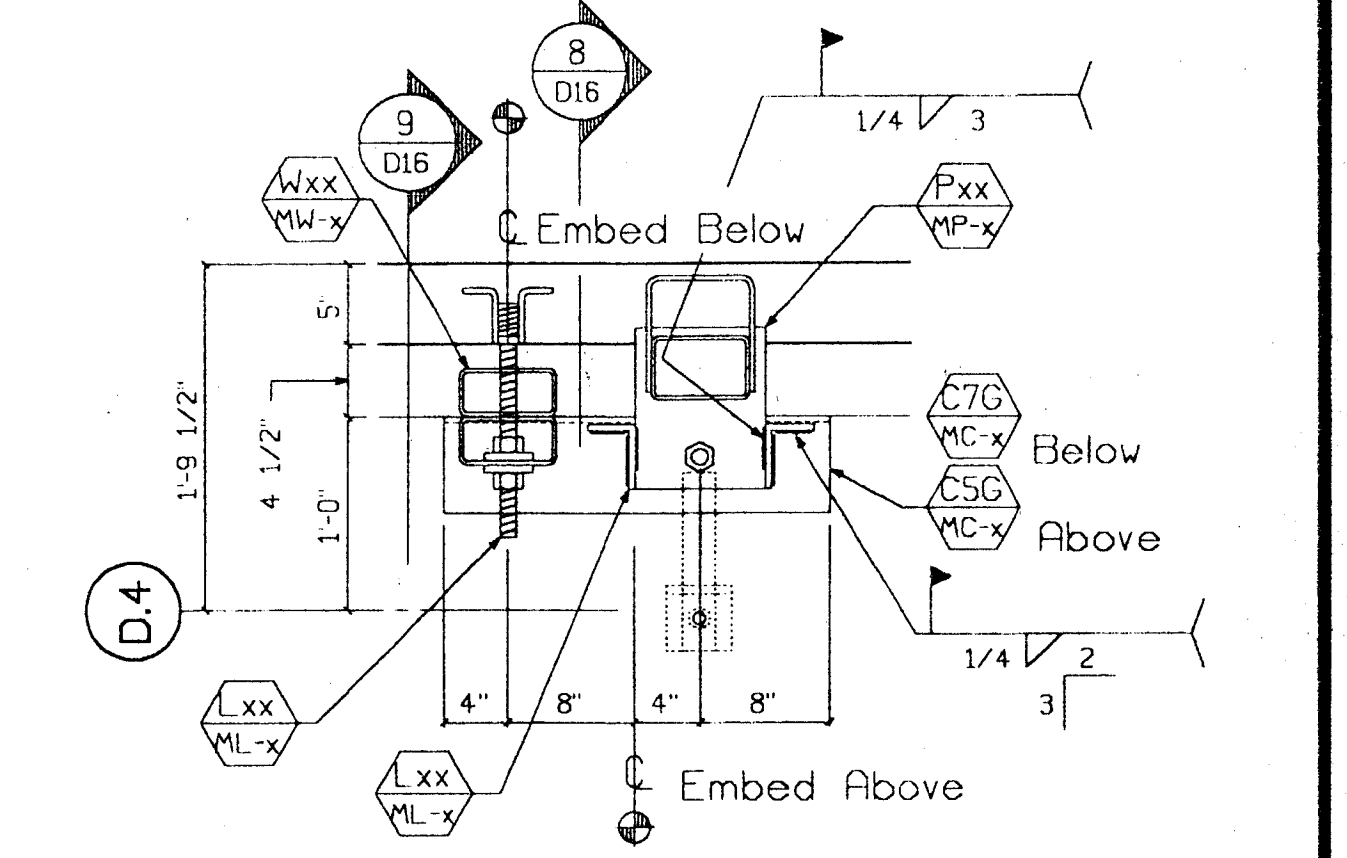 8
D16
9
D16
1/4 3
Wxx
MW-x
Pxx
MP-x
℄ Embed Below
5"
1'-9 1/2"
4 1/2"
1'-0"
C7G
MC-x
Below
C5G
MC-x
Above
D.4
1/4 2
3
4" 8" 4" 8"
Lxx
ML-x
Lxx
ML-x
℄ Embed Above